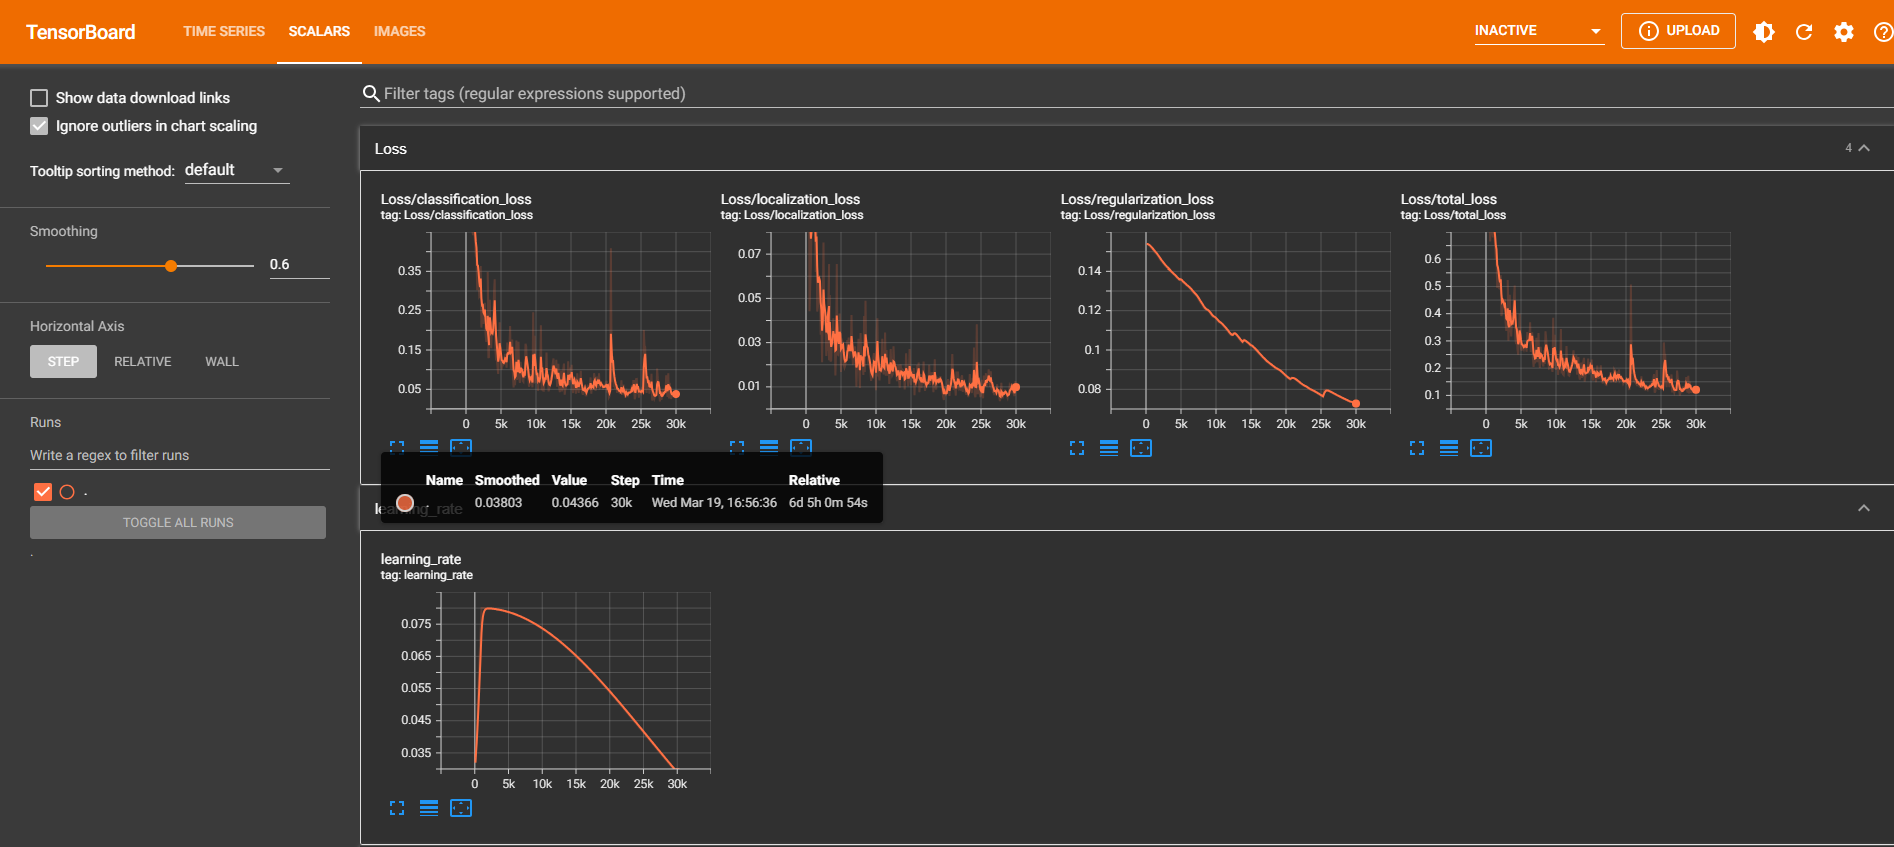 TensorBoard
TIME SERIES SCALARS IMAGES
INACTIVE
UPLOAD
Show data download links
Ignore outliers in chart scaling
Tooltip sorting method: default
Smoothing
0.6
Horizontal Axis
STEP RELATIVE WALL
Runs
Write a regex to filter runs
.
TOGGLE ALL RUNS
.
Filter tags (regular expressions supported)
Loss
4
Loss/classification_loss
tag: Loss/classification_loss
0.35
0.25
0.15
0.05
0 5k 10k 15k 20k 25k 30k
Loss/localization_loss
tag: Loss/localization_loss
0.07
0.05
0.03
0.01
0 5k 10k 15k 20k 25k 30k
Loss/regularization_loss
tag: Loss/regularization_loss
0.14
0.12
0.1
0.08
0 5k 10k 15k 20k 25k 30k
Loss/total_loss
tag: Loss/total_loss
0.6
0.5
0.4
0.3
0.2
0.1
0 5k 10k 15k 20k 25k 30k
Name Smoothed Value Step Time Relative
. 0.03803 0.04366 30k Wed Mar 19, 16:56:36 6d 5h 0m 54s
learning_rate
learning_rate
tag: learning_rate
0.075
0.065
0.055
0.045
0.035
0 5k 10k 15k 20k 25k 30k